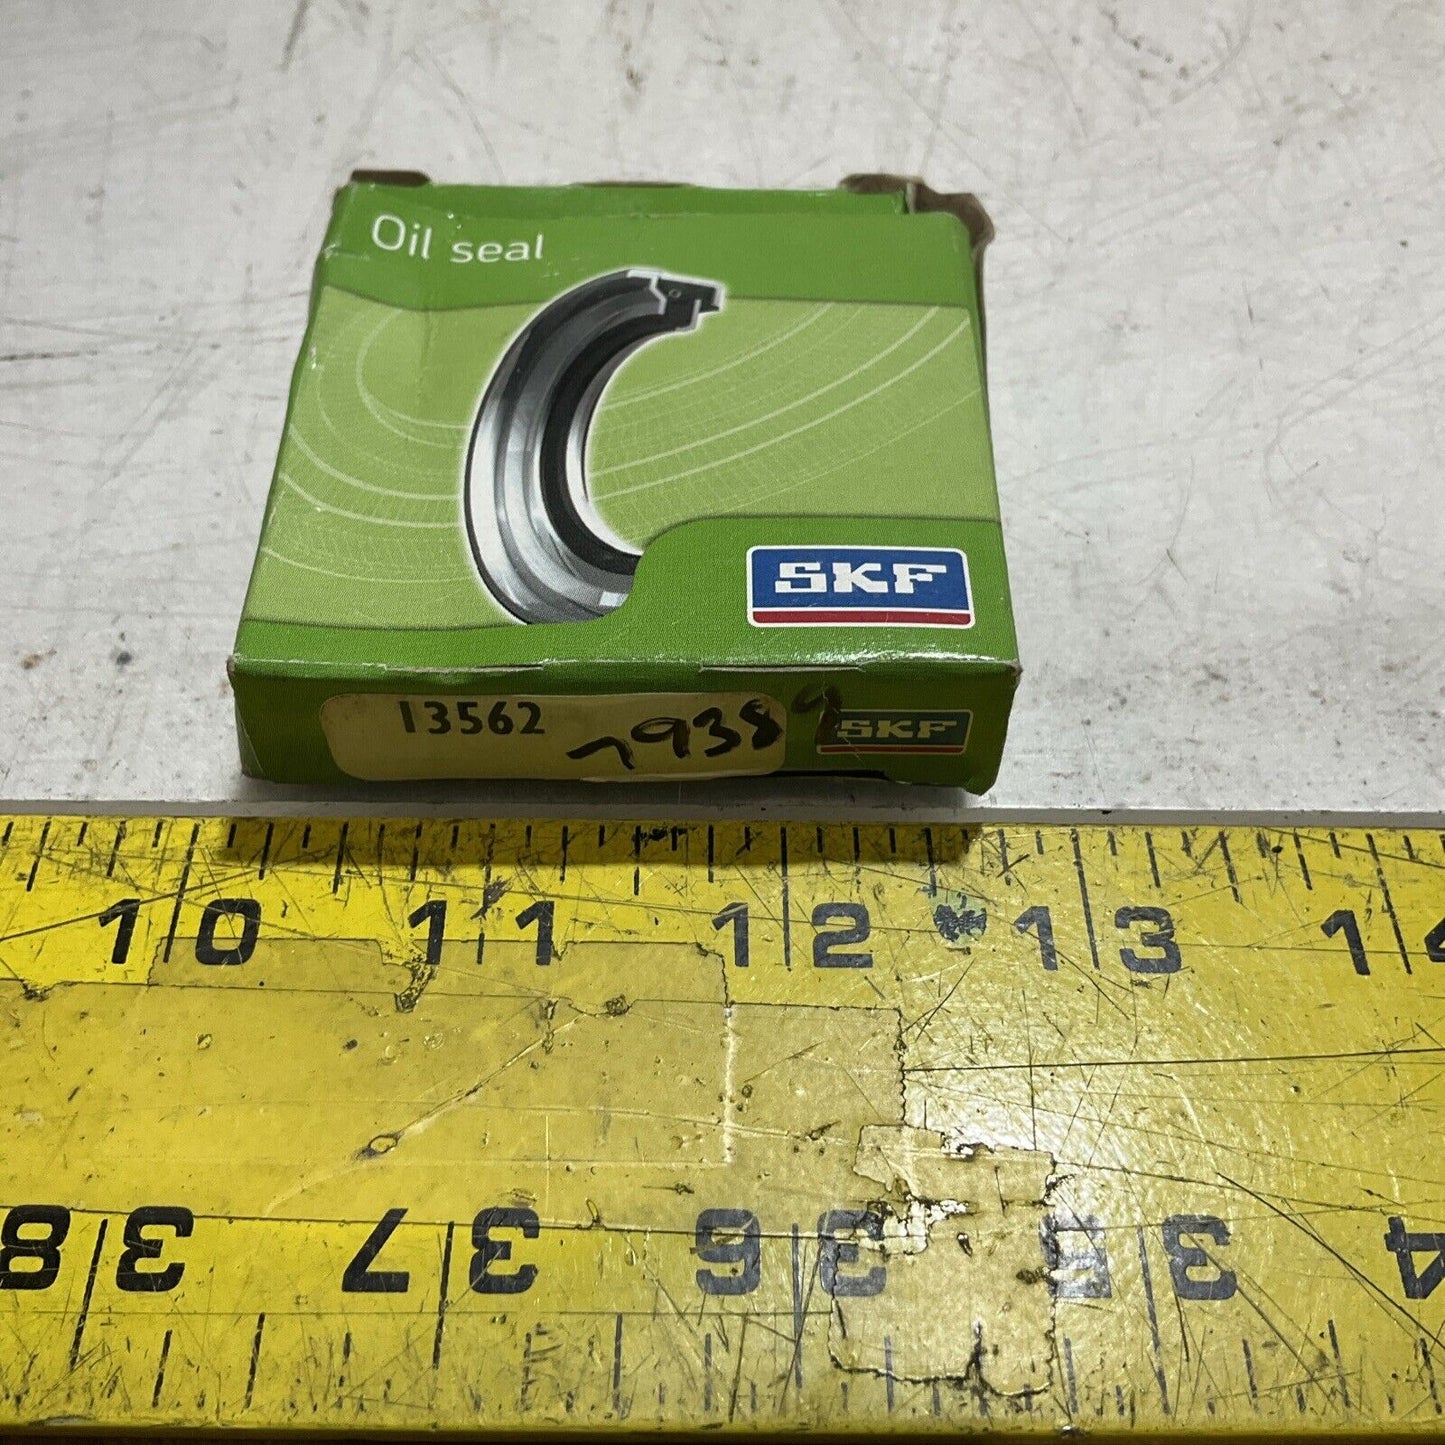 Oil seal
SKF
13562 79389 SKF
10 11 12 13 14
38 37 36 35 34